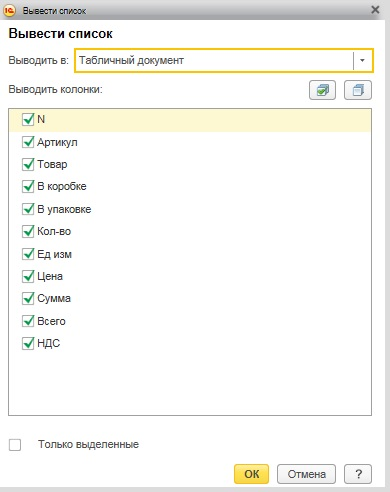 1С Вывести список
Вывести список
Выводить в: Табличный документ
Выводить колонки:
N
Артикул
Товар
В коробке
В упаковке
Кол-во
Ед изм
Цена
Сумма
Всего
НДС
Только выделенные
ОК Отмена ?